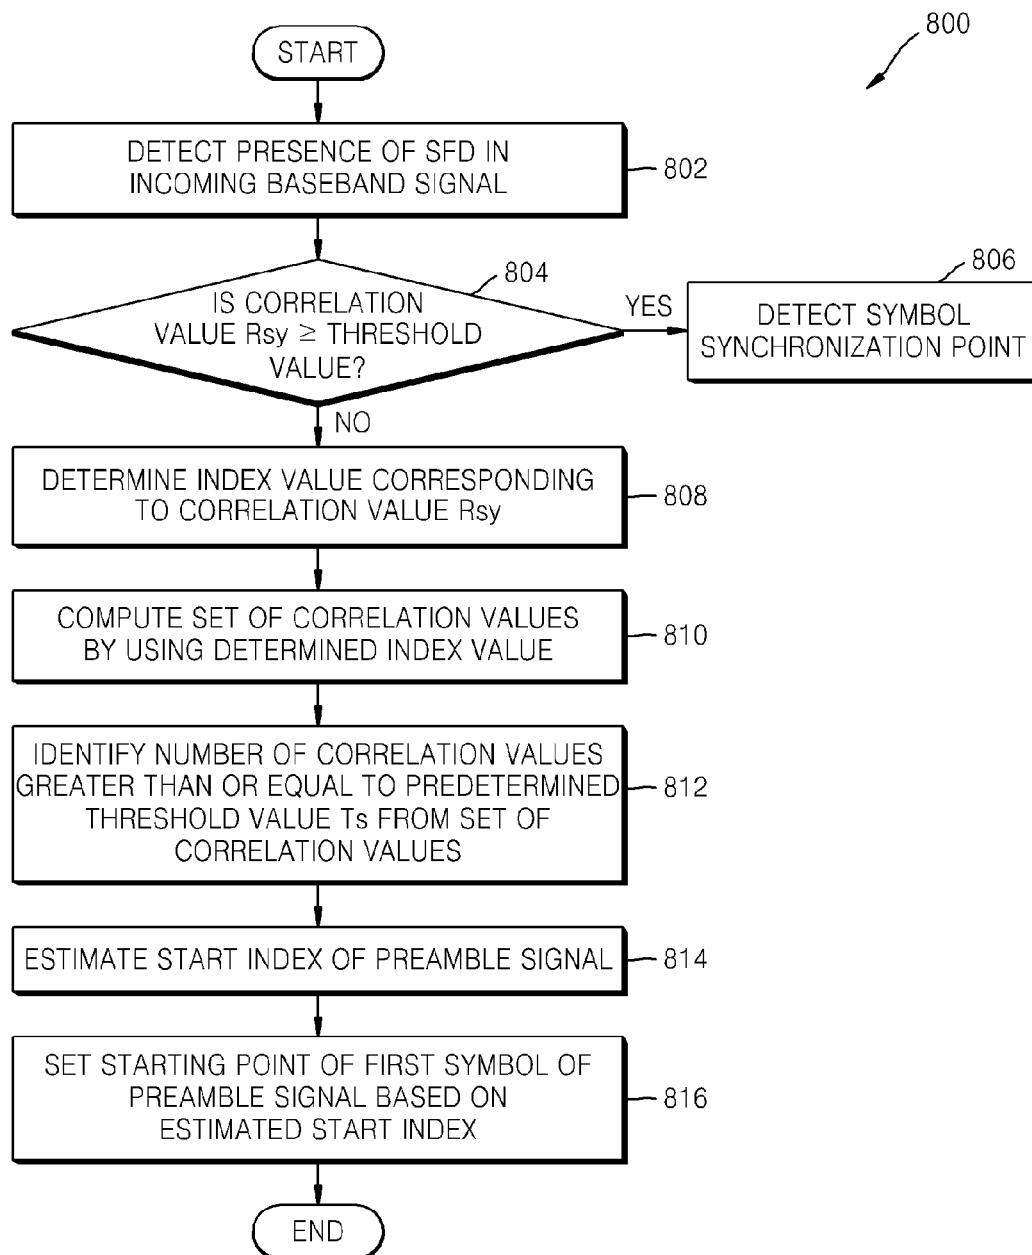 800
START
DETECT PRESENCE OF SFD IN
INCOMING BASEBAND SIGNAL
802
804
IS CORRELATION
VALUE Rsy ≥ THRESHOLD
VALUE?
YES
806
DETECT SYMBOL
SYNCHRONIZATION POINT
NO
DETERMINE INDEX VALUE CORRESPONDING
TO CORRELATION VALUE Rsy
808
COMPUTE SET OF CORRELATION VALUES
BY USING DETERMINED INDEX VALUE
810
IDENTIFY NUMBER OF CORRELATION VALUES
GREATER THAN OR EQUAL TO PREDETERMINED
THRESHOLD VALUE Ts FROM SET OF
CORRELATION VALUES
812
ESTIMATE START INDEX OF PREAMBLE SIGNAL
814
SET STARTING POINT OF FIRST SYMBOL OF
PREAMBLE SIGNAL BASED ON
ESTIMATED START INDEX
816
END